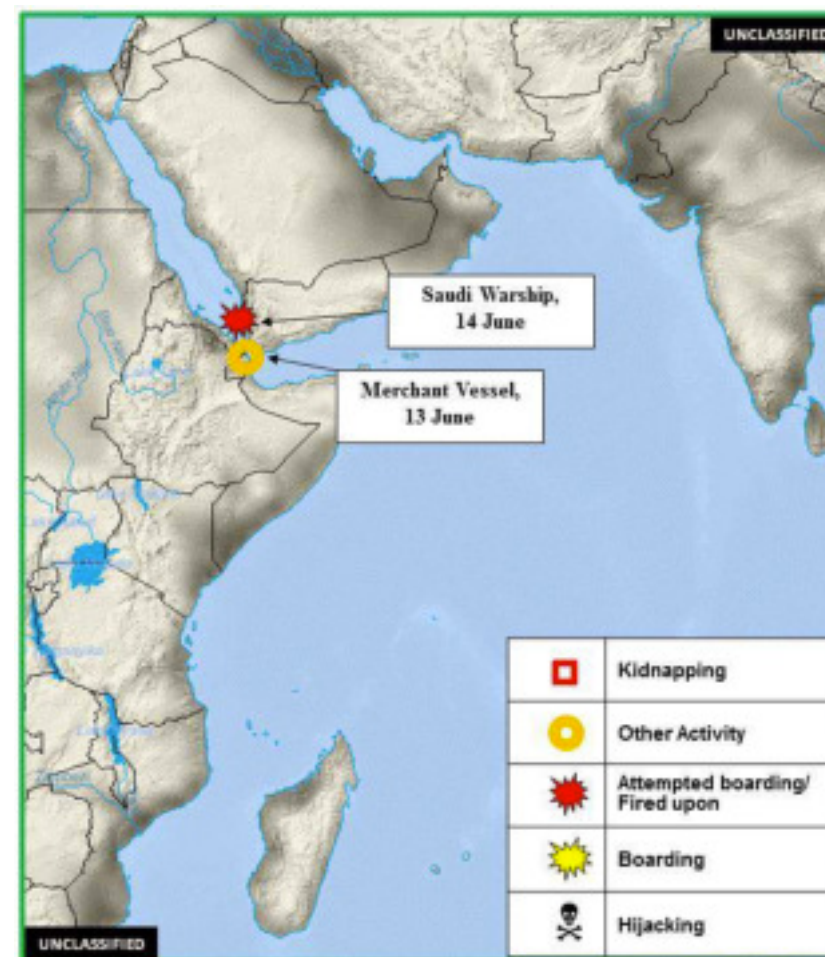 UNCLASSIFIED
Saudi Warship,
14 June
Merchant Vessel,
13 June
Kidnapping
Other Activity
Attempted boarding/
Fired upon
Boarding
Hijacking
UNCLASSIFIED